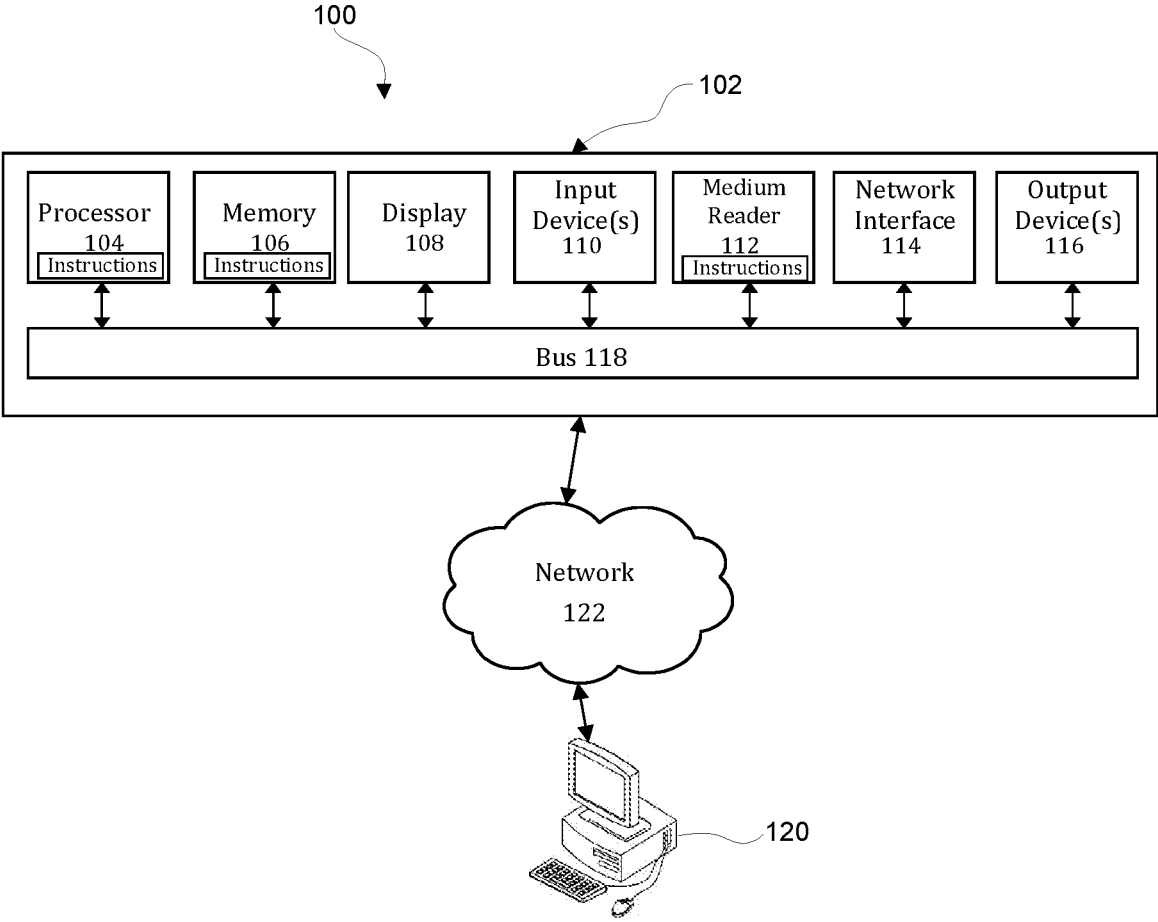 100
102
Processor
104
Instructions
Memory
106
Instructions
Display
108
Input
Device(s)
110
Medium
Reader
112
Instructions
Network
Interface
114
Output
Device(s)
116
Bus 118
Network
122
120